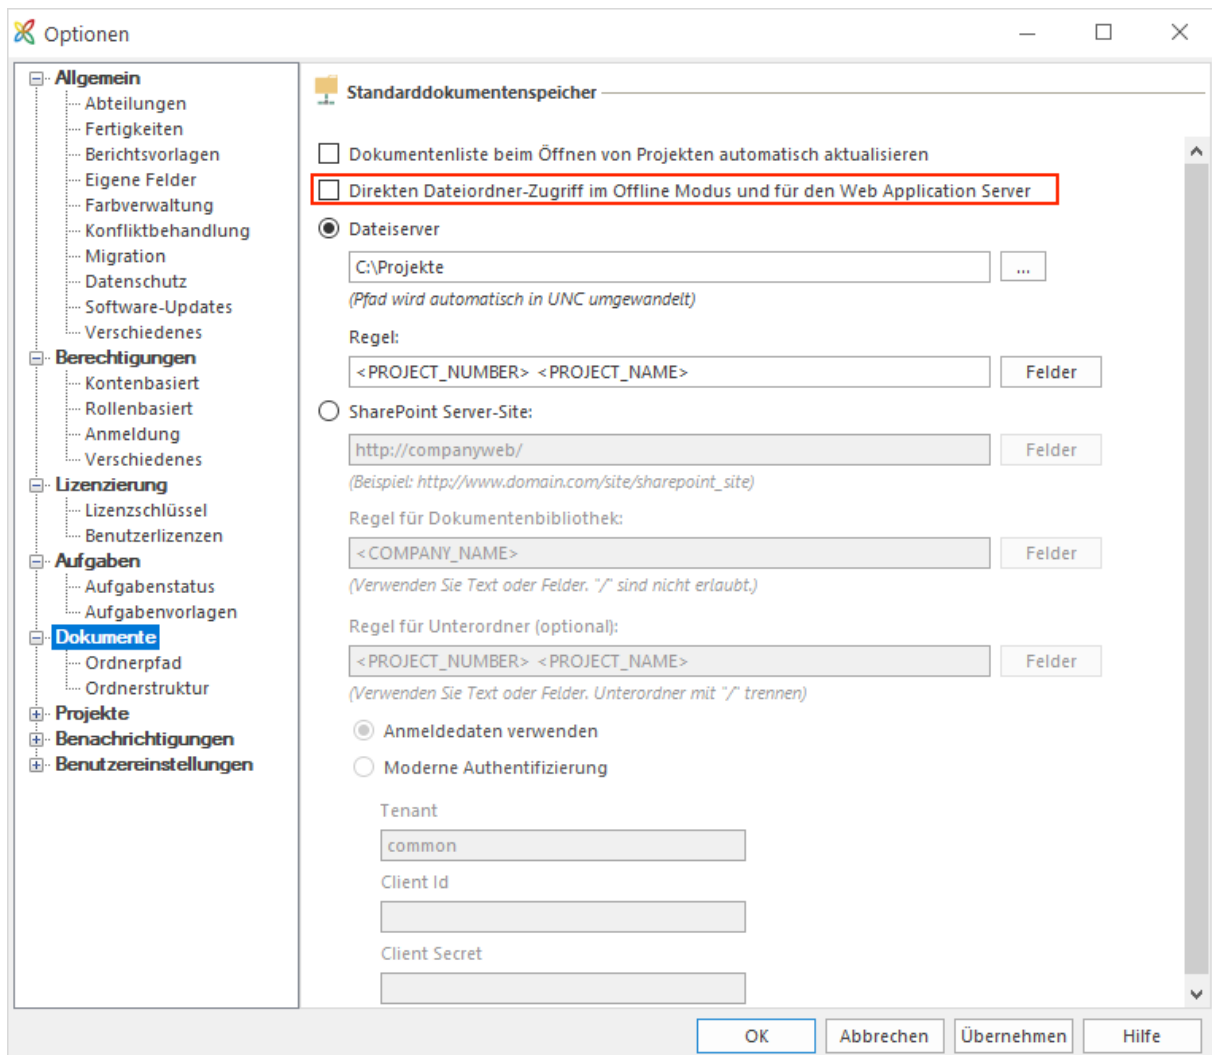 Optionen
Allgemein
Abteilungen
Fertigkeiten
Berichtsvorlagen
Eigene Felder
Farbverwaltung
Konfliktbehandlung
Migration
Datenschutz
Software-Updates
Verschiedenes
Berechtigungen
Kontenbasiert
Rollenbasiert
Anmeldung
Verschiedenes
Lizenzierung
Lizenzschlüssel
Benutzerlizenzen
Aufgaben
Aufgabenstatus
Aufgabenvorlagen
Dokumente
Ordnerpfad
Ordnerstruktur
Projekte
Benachrichtigungen
Benutzereinstellungen
Standarddokumentenspeicher
Dokumentenliste beim Öffnen von Projekten automatisch aktualisieren
Direkten Dateiordner-Zugriff im Offline Modus und für den Web Application Server
Dateiserver
C:\Projekte ...
(Pfad wird automatisch in UNC umgewandelt)
Regel:
<PROJECT_NUMBER> <PROJECT_NAME> Felder
SharePoint Server-Site:
http://companyweb/ Felder
(Beispiel: http://www.domain.com/site/sharepoint_site)
Regel für Dokumentenbibliothek:
<COMPANY_NAME> Felder
(Verwenden Sie Text oder Felder. "/" sind nicht erlaubt.)
Regel für Unterordner (optional):
<PROJECT_NUMBER> <PROJECT_NAME> Felder
(Verwenden Sie Text oder Felder. Unterordner mit "/" trennen)
Anmeldedaten verwenden
Moderne Authentifizierung
Tenant
common
Client Id
Client Secret
OK Abbrechen Übernehmen Hilfe